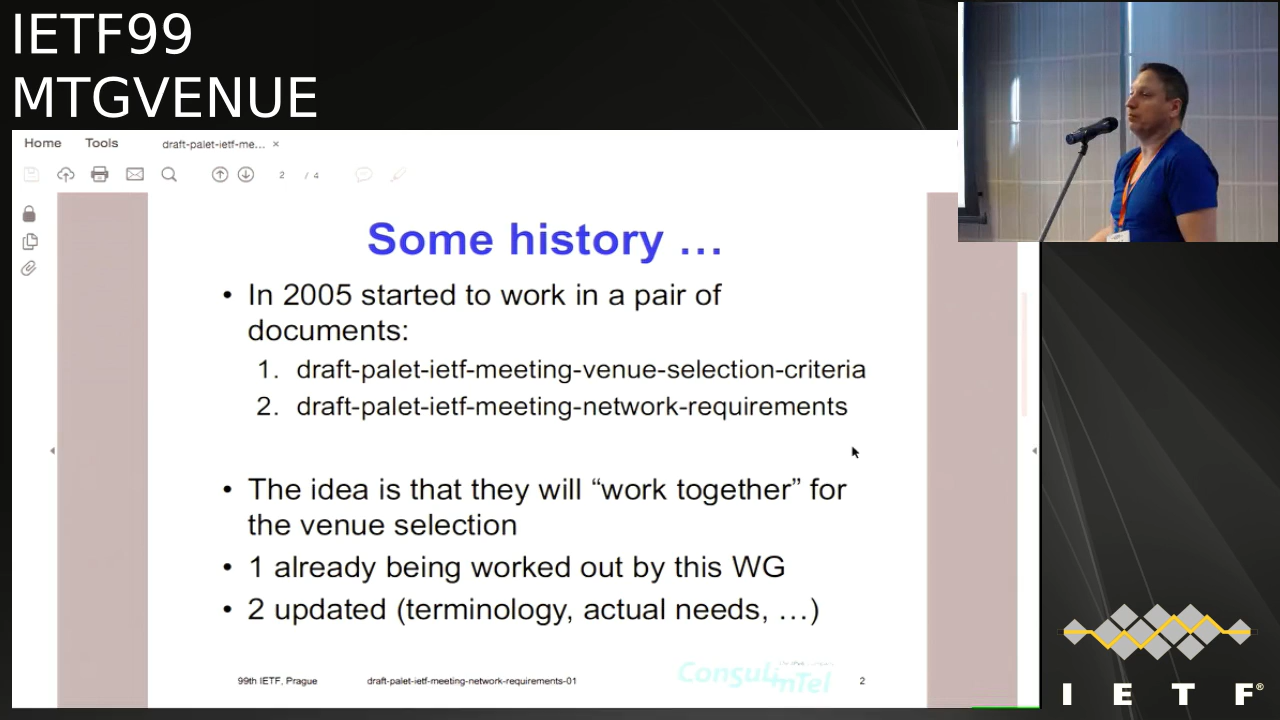 IETF99
MTGVENUE
Home Tools draft-palet-ietf-me... ×
2 / 4
Some history …
• In 2005 started to work in a pair of
documents:
1. draft-palet-ietf-meeting-venue-selection-criteria
2. draft-palet-ietf-meeting-network-requirements
• The idea is that they will “work together” for
the venue selection
• 1 already being worked out by this WG
• 2 updated (terminology, actual needs, …)
99th IETF, Prague draft-palet-ietf-meeting-network-requirements-01 ConsulinTel 2
I E T F®